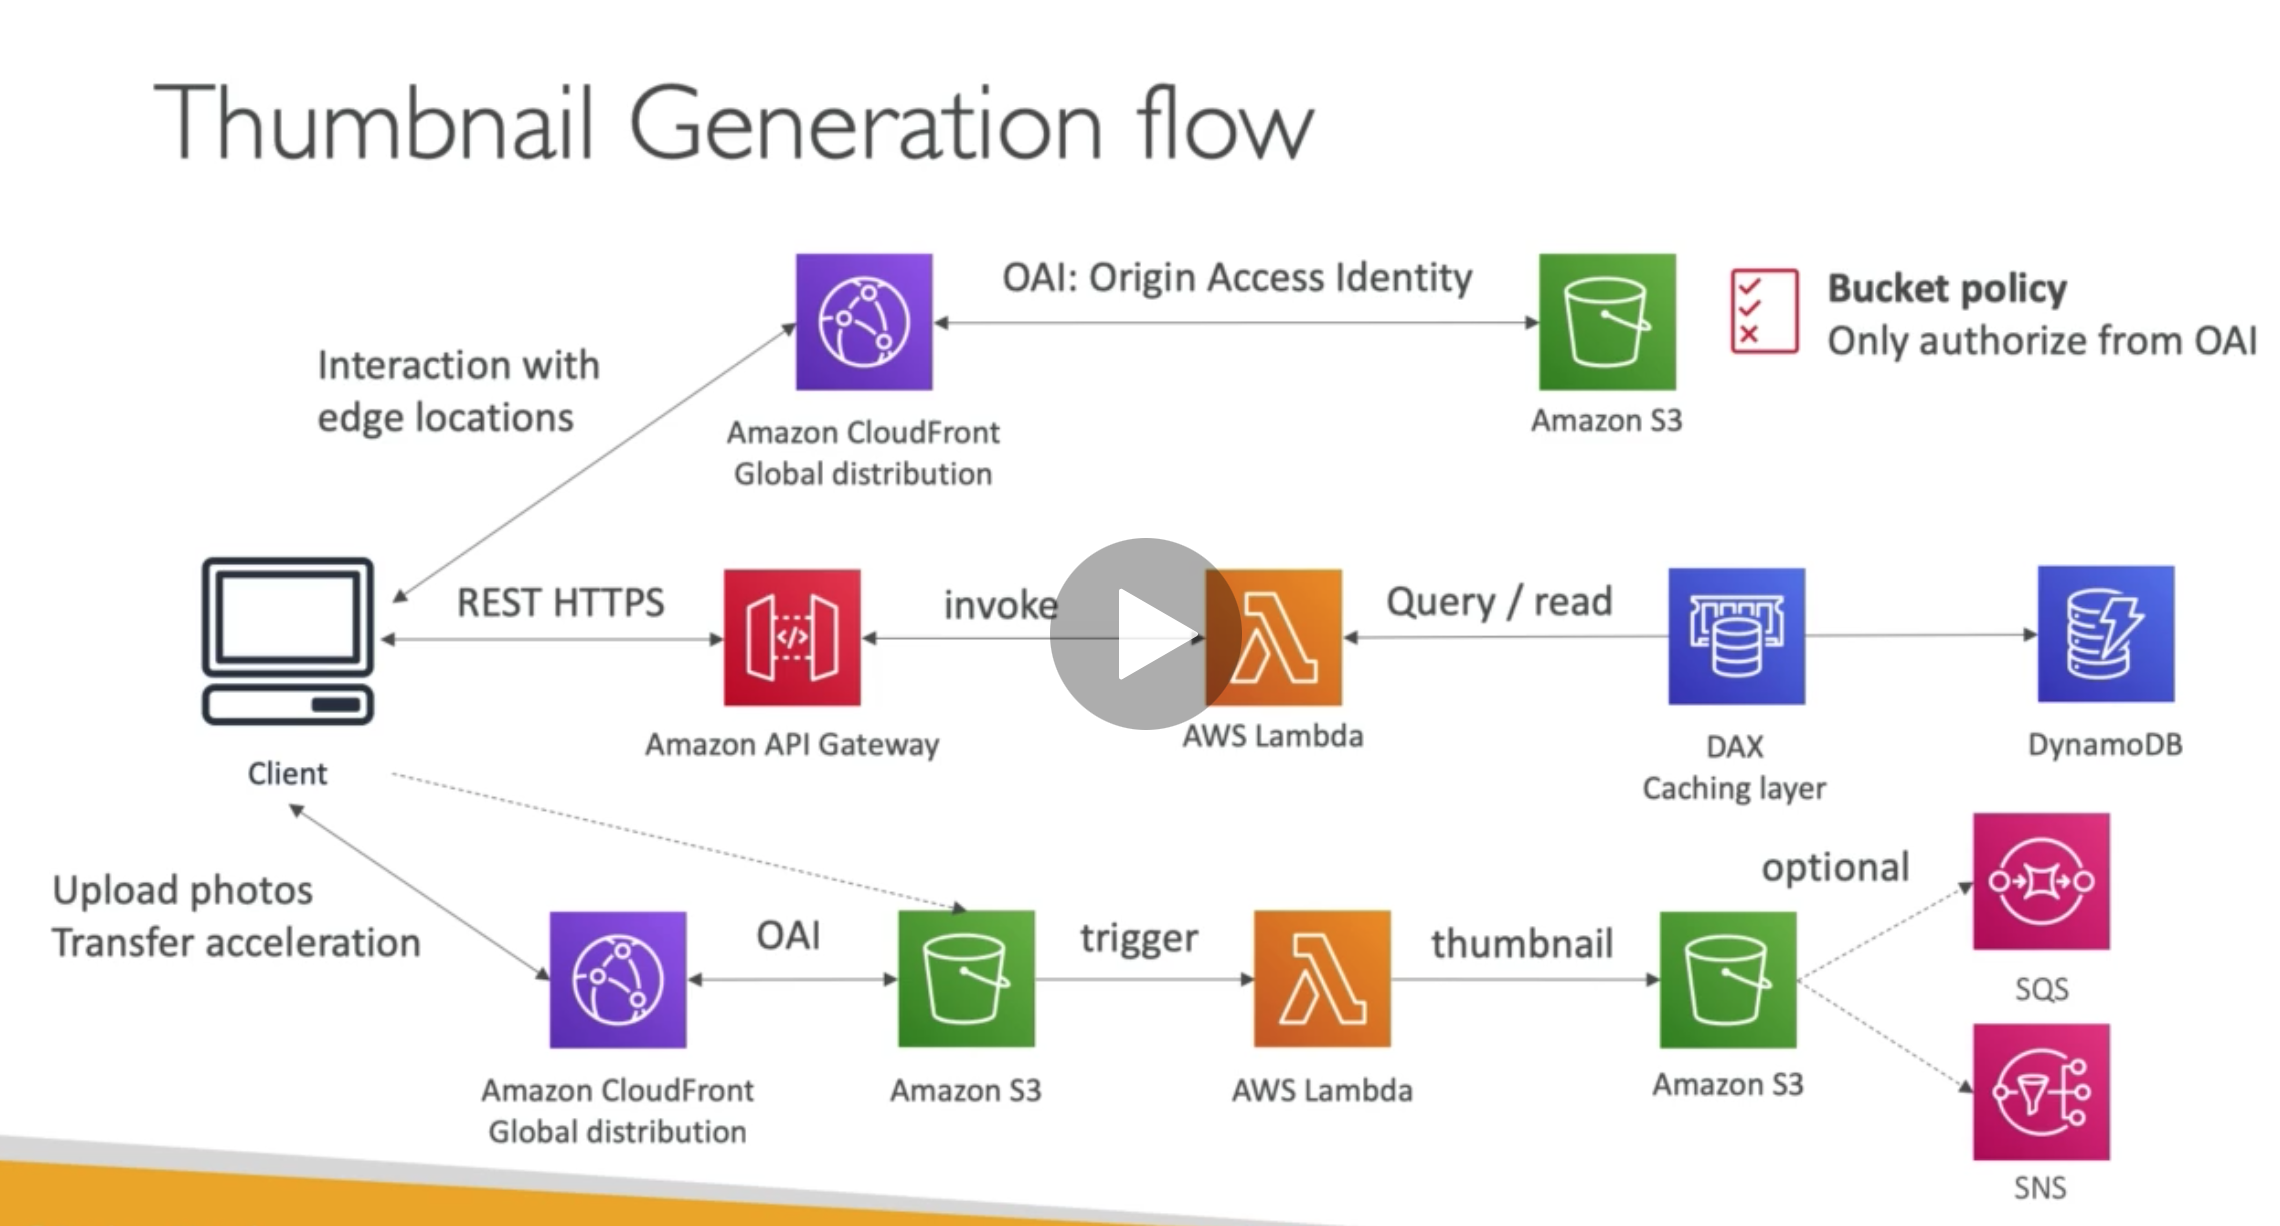 Thumbnail Generation flow
OAI: Origin Access Identity
Bucket policy
Only authorize from OAI
Interaction with
edge locations
Amazon CloudFront
Global distribution
Amazon S3
REST HTTPS
invoke
Query / read
</>
Amazon API Gateway
AWS Lambda
DAX
Caching layer
DynamoDB
Client
optional
Upload photos
Transfer acceleration
OAI
trigger
thumbnail
SQS
Amazon CloudFront
Global distribution
Amazon S3
AWS Lambda
Amazon S3
SNS